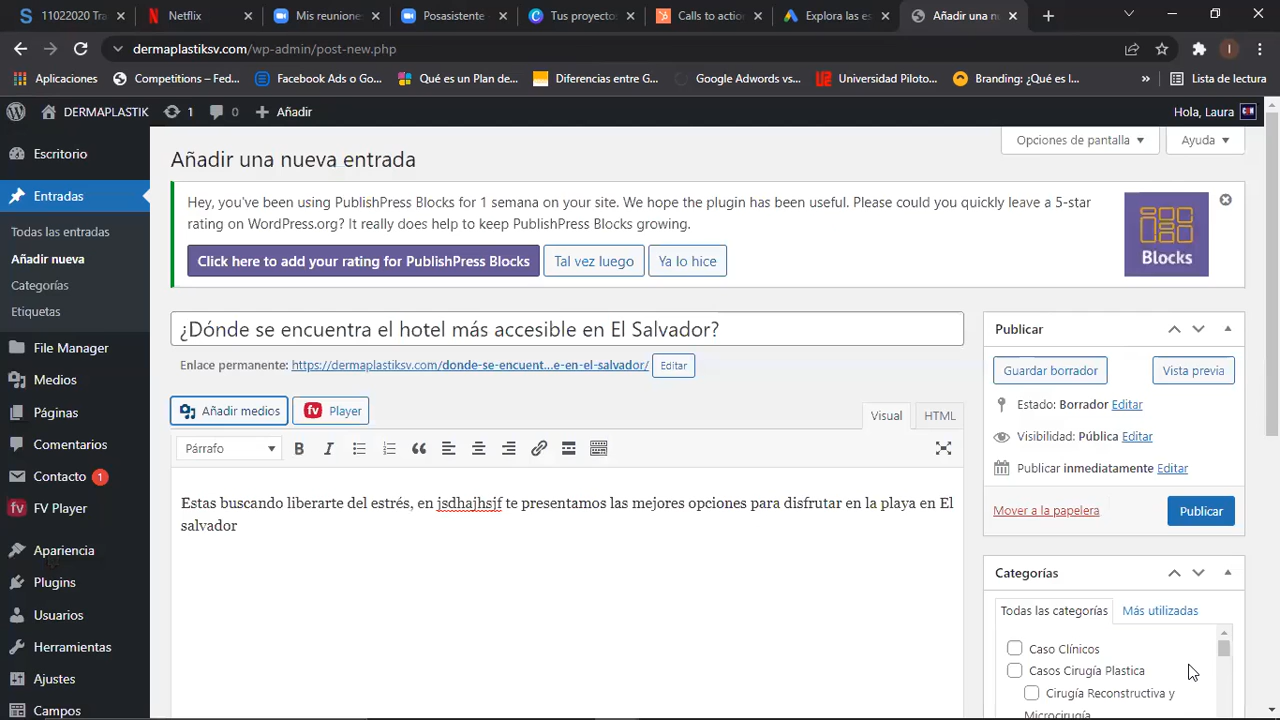 11022020 Tra
Netflix
Mis reunione
Posasistente
Tus proyecto
Calls to actio
Explora las es
Añadir una nu
dermaplastiksv.com/wp-admin/post-new.php
Aplicaciones
Competitions – Fed...
Facebook Ads o Go...
Qué es un Plan de...
Diferencias entre G...
Google Adwords vs...
Universidad Piloto...
Branding: ¿Qué es l...
»
Lista de lectura
DERMAPLASTIK
1
0
Añadir
Hola, Laura
Opciones de pantalla
Ayuda
Escritorio
Entradas
Todas las entradas
Añadir nueva
Categorías
Etiquetas
File Manager
Medios
Páginas
Comentarios
Contacto 1
FV Player
Apariencia
Plugins
Usuarios
Herramientas
Ajustes
Campos
Añadir una nueva entrada
Hey, you've been using PublishPress Blocks for 1 semana on your site. We hope the plugin has been useful. Please could you quickly leave a 5-star
rating on WordPress.org? It really does help to keep PublishPress Blocks growing.
Click here to add your rating for PublishPress Blocks
Tal vez luego
Ya lo hice
Blocks
¿Dónde se encuentra el hotel más accesible en El Salvador?
Enlace permanente: https://dermaplastiksv.com/donde-se-encuent...e-en-el-salvador/ Editar
Añadir medios
fv Player
Visual
HTML
Párrafo
B I
Estas buscando liberarte del estrés, en jsdhajhsjf te presentamos las mejores opciones para disfrutar en la playa en El
salvador
Publicar
Guardar borrador
Vista previa
Estado: Borrador Editar
Visibilidad: Pública Editar
Publicar inmediatamente Editar
Mover a la papelera
Publicar
Categorías
Todas las categorías
Más utilizadas
Caso Clínicos
Casos Cirugía Plastica
Cirugía Reconstructiva y
Microcirugía